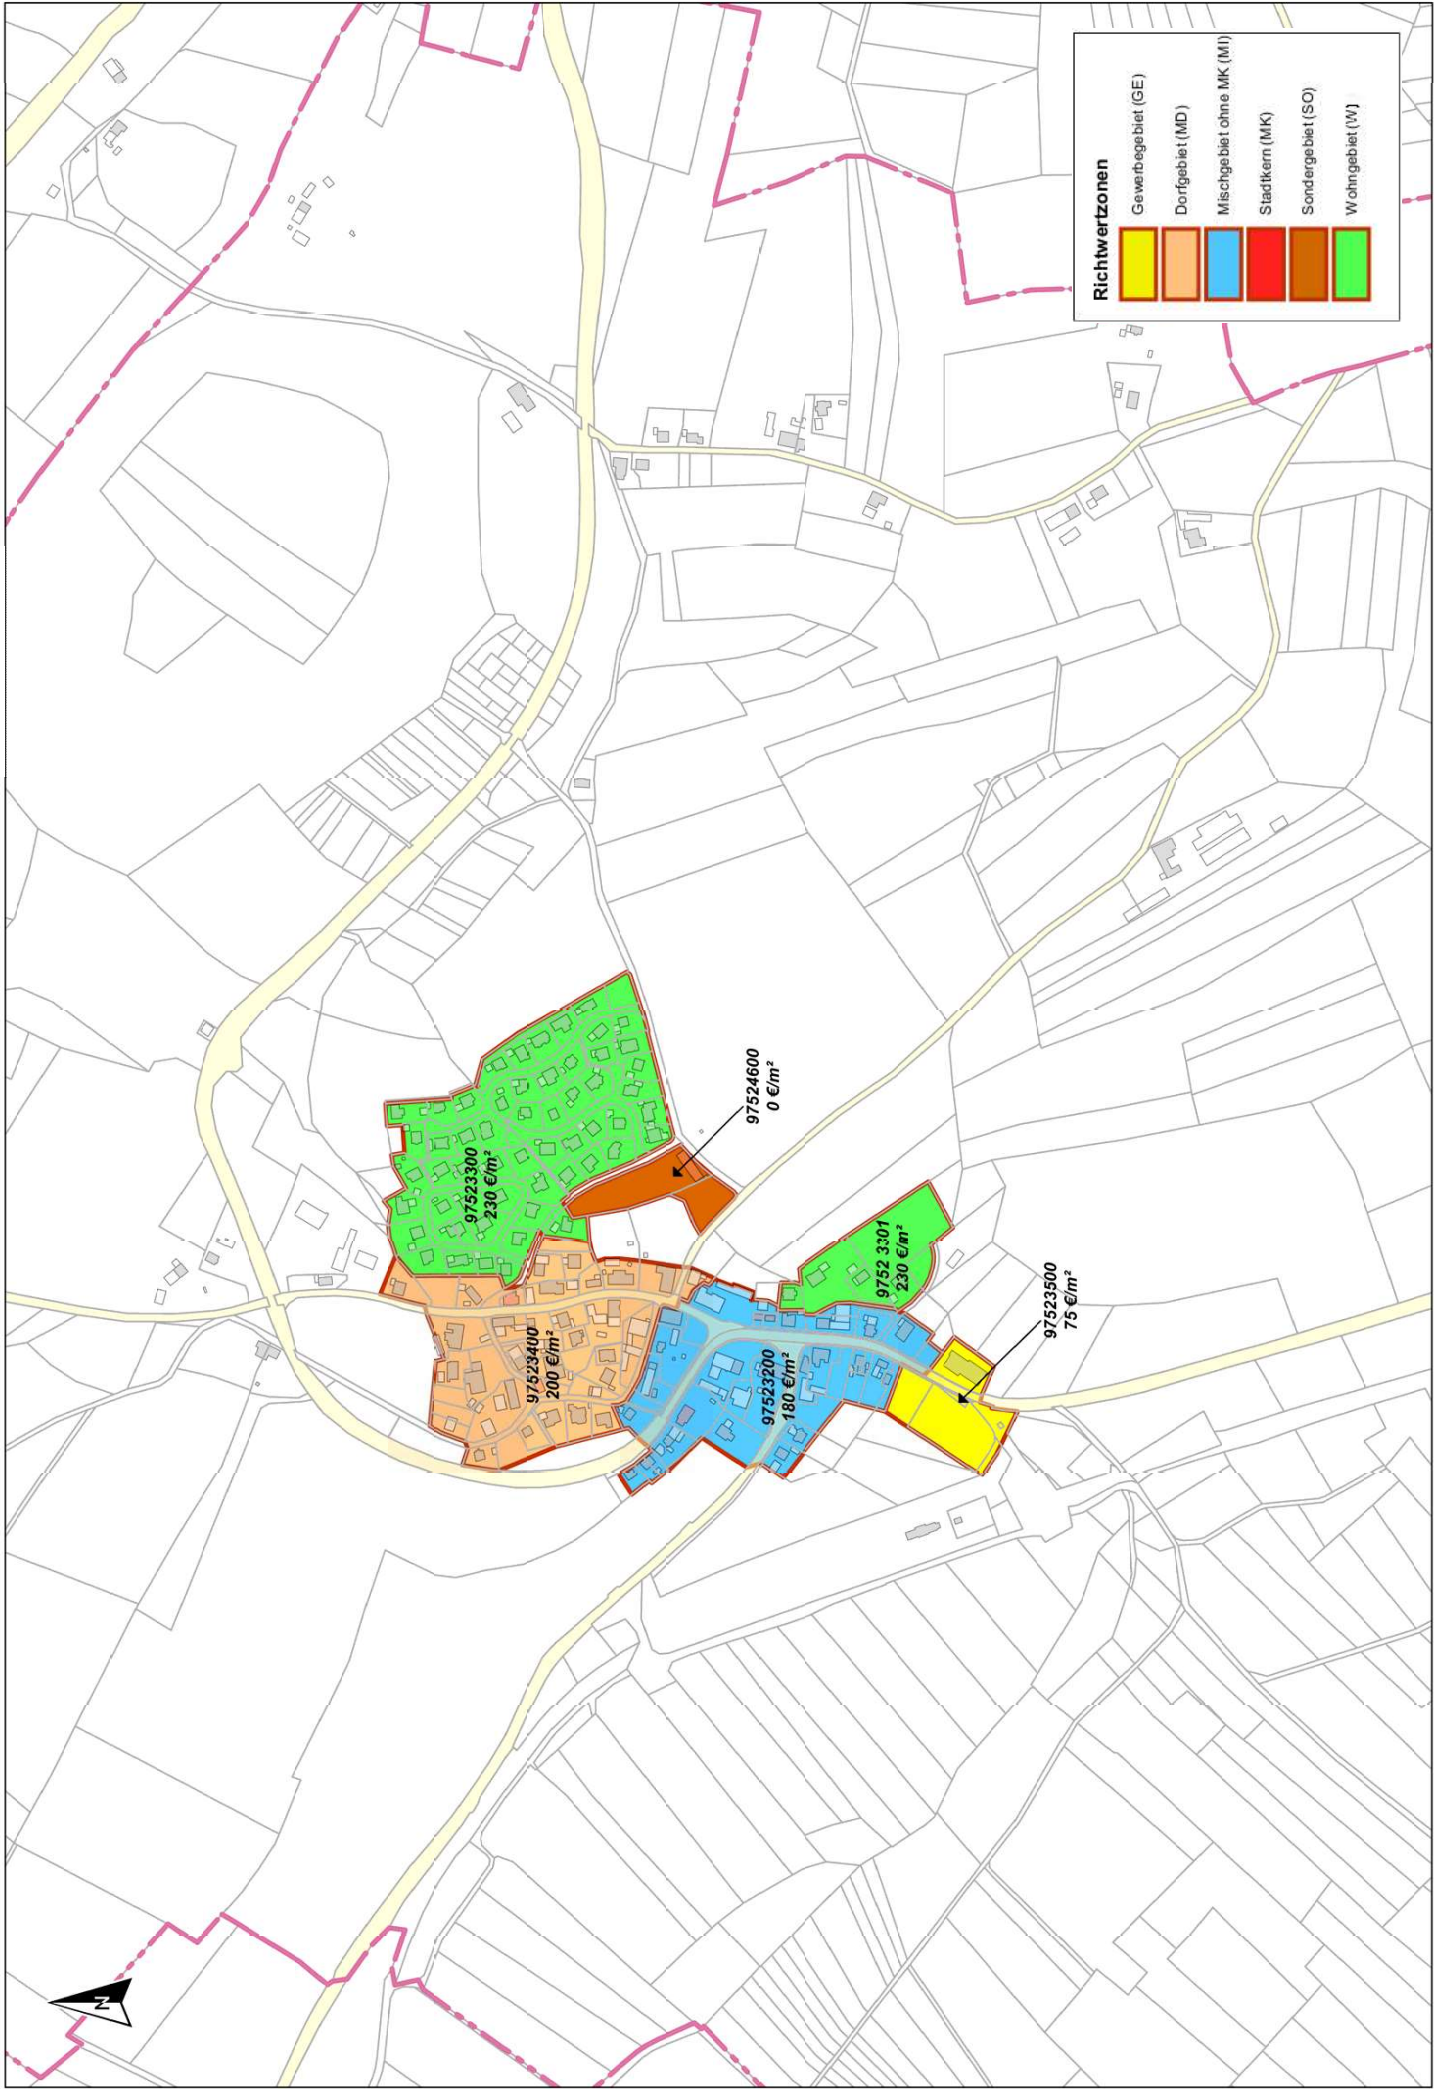 Richtwertzonen
Gewerbegebiet (GE)
Dorfgebiet (MD)
Mischgebiet ohne MK (MI)
Stadtkern (MK)
Sondergebiet (SO)
Wohngebiet (W)
97523300
230 €/m²
97524600
0 €/m²
97523400
200 €/m²
97523200
180 €/m²
9752 3301
230 €/m²
97523500
75 €/m²
N